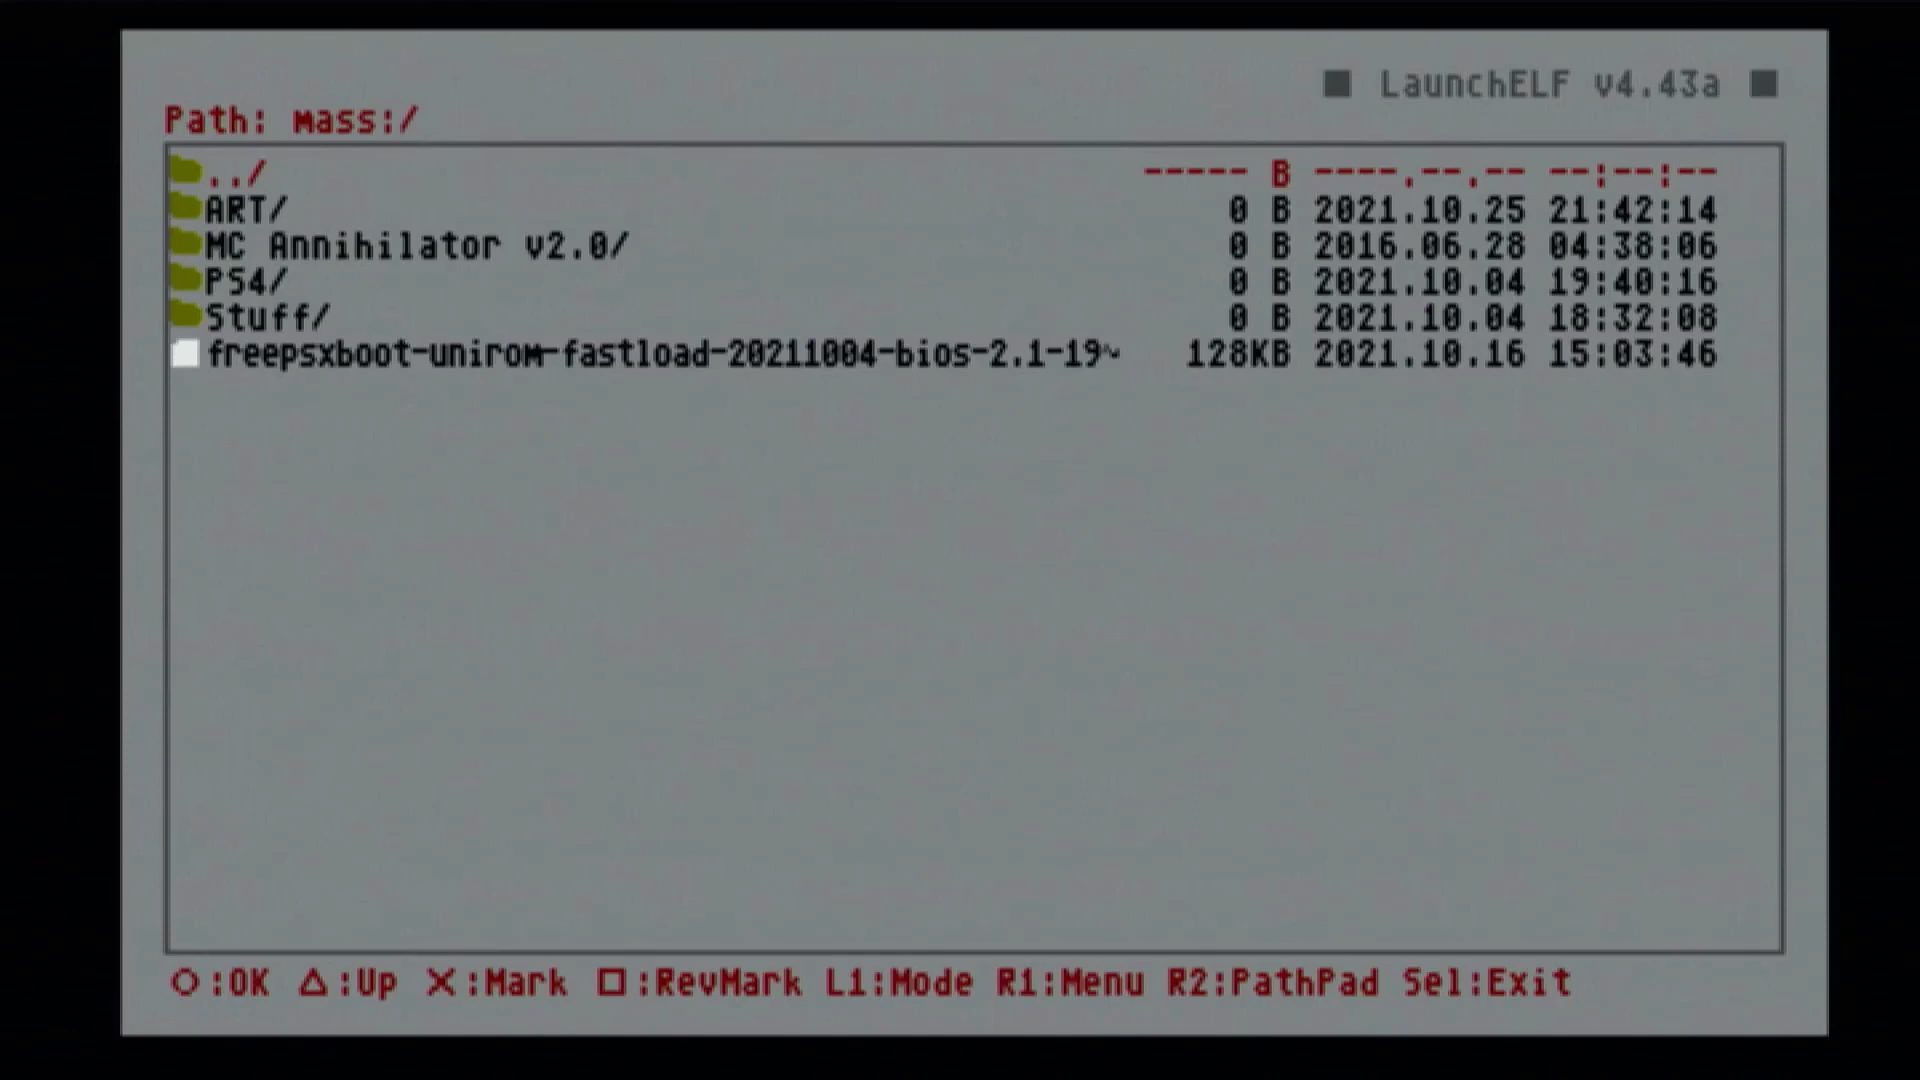 ■ LaunchELF v4.43a ■
Path: mass:/
../ ----- B ----.--.-- --:--:--
ART/ 0 B 2021.10.25 21:42:14
MC Annihilator v2.0/ 0 B 2016.06.28 04:38:06
PS4/ 0 B 2021.10.04 19:40:16
Stuff/ 0 B 2021.10.04 18:32:08
freepsxboot-unirom-fastload-20211004-bios-2.1-19~ 128KB 2021.10.16 15:03:46
○:OK △:Up ×:Mark □:RevMark L1:Mode R1:Menu R2:PathPad Sel:Exit